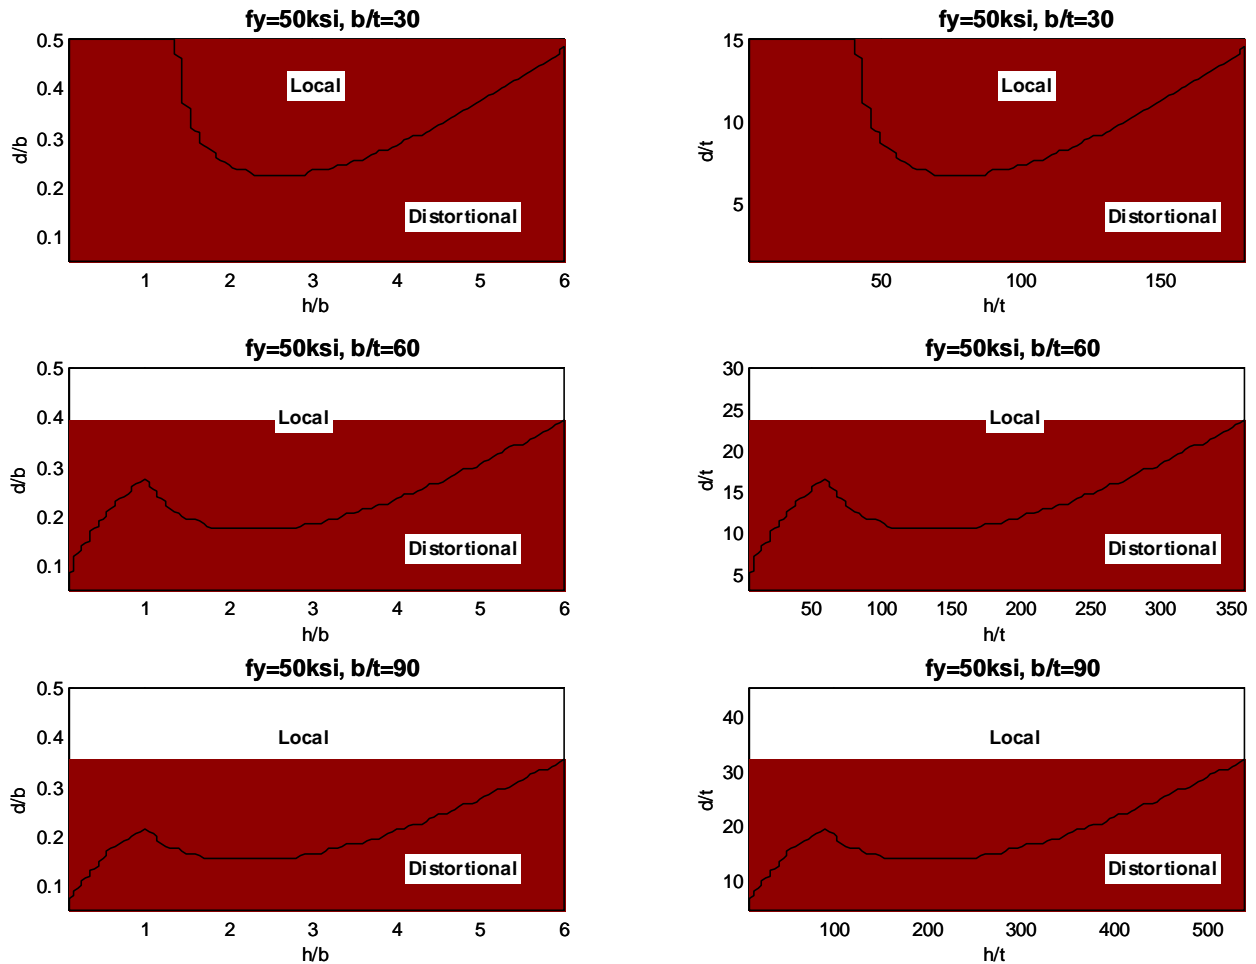 fy=50ksi, b/t=30
0.5
0.4
0.3
0.2
0.1
d/b
Local
Distortional
1 2 3 4 5 6
h/b
fy=50ksi, b/t=30
15
10
5
d/t
Local
Distortional
50 100 150
h/t
fy=50ksi, b/t=60
0.5
0.4
0.3
0.2
0.1
d/b
Local
Distortional
1 2 3 4 5 6
h/b
fy=50ksi, b/t=60
30
25
20
15
10
5
d/t
Local
Distortional
50 100 150 200 250 300 350
h/t
fy=50ksi, b/t=90
0.5
0.4
0.3
0.2
0.1
d/b
Local
Distortional
1 2 3 4 5 6
h/b
fy=50ksi, b/t=90
40
30
20
10
d/t
Local
Distortional
100 200 300 400 500
h/t